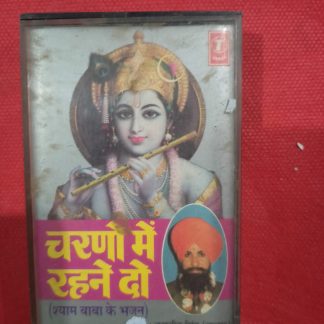 T
चरणों में
रहने दो
(श्याम बाबा के भजन)